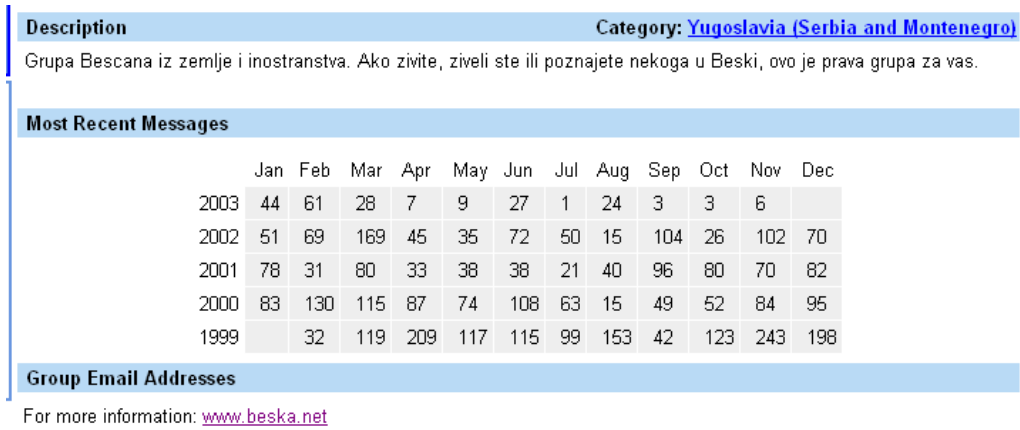 Description Category: Yugoslavia (Serbia and Montenegro)
Grupa Bescana iz zemlje i inostranstva. Ako zivite, ziveli ste ili poznajete nekoga u Beski, ovo je prava grupa za vas.
Most Recent Messages
Jan Feb Mar Apr May Jun Jul Aug Sep Oct Nov Dec
2003 44 61 28 7 9 27 1 24 3 3 6
2002 51 69 169 45 35 72 50 15 104 26 102 70
2001 78 31 80 33 38 38 21 40 96 80 70 82
2000 83 130 115 87 74 108 63 15 49 52 84 95
1999 32 119 209 117 115 99 153 42 123 243 198
Group Email Addresses
For more information: www.beska.net